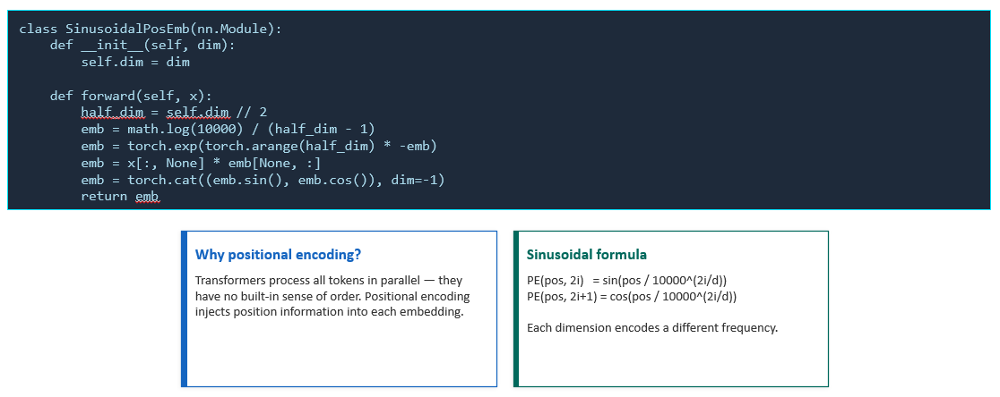 class SinusoidalPosEmb(nn.Module):
    def __init__(self, dim):
        self.dim = dim

    def forward(self, x):
        half_dim = self.dim // 2
        emb = math.log(10000) / (half_dim - 1)
        emb = torch.exp(torch.arange(half_dim) * -emb)
        emb = x[:, None] * emb[None, :]
        emb = torch.cat((emb.sin(), emb.cos()), dim=-1)
        return emb
Why positional encoding?
Transformers process all tokens in parallel — they
have no built-in sense of order. Positional encoding
injects position information into each embedding.
Sinusoidal formula
PE(pos, 2i)   = sin(pos / 10000^(2i/d))
PE(pos, 2i+1) = cos(pos / 10000^(2i/d))

Each dimension encodes a different frequency.